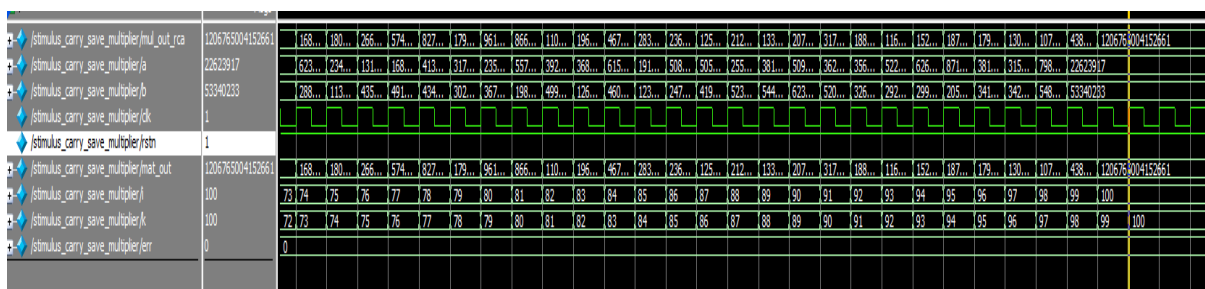 /stimulus_carry_save_multiplier/mul_out_rca 1206765004152661 168... 180... 266... 574... 827... 179... 961... 866... 110... 196... 467... 283... 236... 125... 212... 133... 207... 317... 188... 116... 152... 187... 179... 130... 107... 438... 1206765004152661
/stimulus_carry_save_multiplier/a 22623917 623... 234... 131... 168... 413... 317... 235... 557... 392... 368... 615... 191... 508... 505... 255... 381... 509... 362... 356... 522... 626... 871... 381... 315... 798... 22623917
/stimulus_carry_save_multiplier/b 53340233 288... 113... 435... 491... 434... 302... 367... 198... 499... 126... 460... 123... 247... 419... 523... 544... 623... 520... 326... 292... 299... 205... 341... 342... 548... 53340233
/stimulus_carry_save_multiplier/clk 1
/stimulus_carry_save_multiplier/rstn 1
/stimulus_carry_save_multiplier/mat_out 1206765004152661 168... 180... 266... 574... 827... 179... 961... 866... 110... 196... 467... 283... 236... 125... 212... 133... 207... 317... 188... 116... 152... 187... 179... 130... 107... 438... 1206765004152661
/stimulus_carry_save_multiplier/i 100 73 74 75 76 77 78 79 80 81 82 83 84 85 86 87 88 89 90 91 92 93 94 95 96 97 98 99 100
/stimulus_carry_save_multiplier/k 100 72 73 74 75 76 77 78 79 80 81 82 83 84 85 86 87 88 89 90 91 92 93 94 95 96 97 98 99 100
/stimulus_carry_save_multiplier/err 0 0